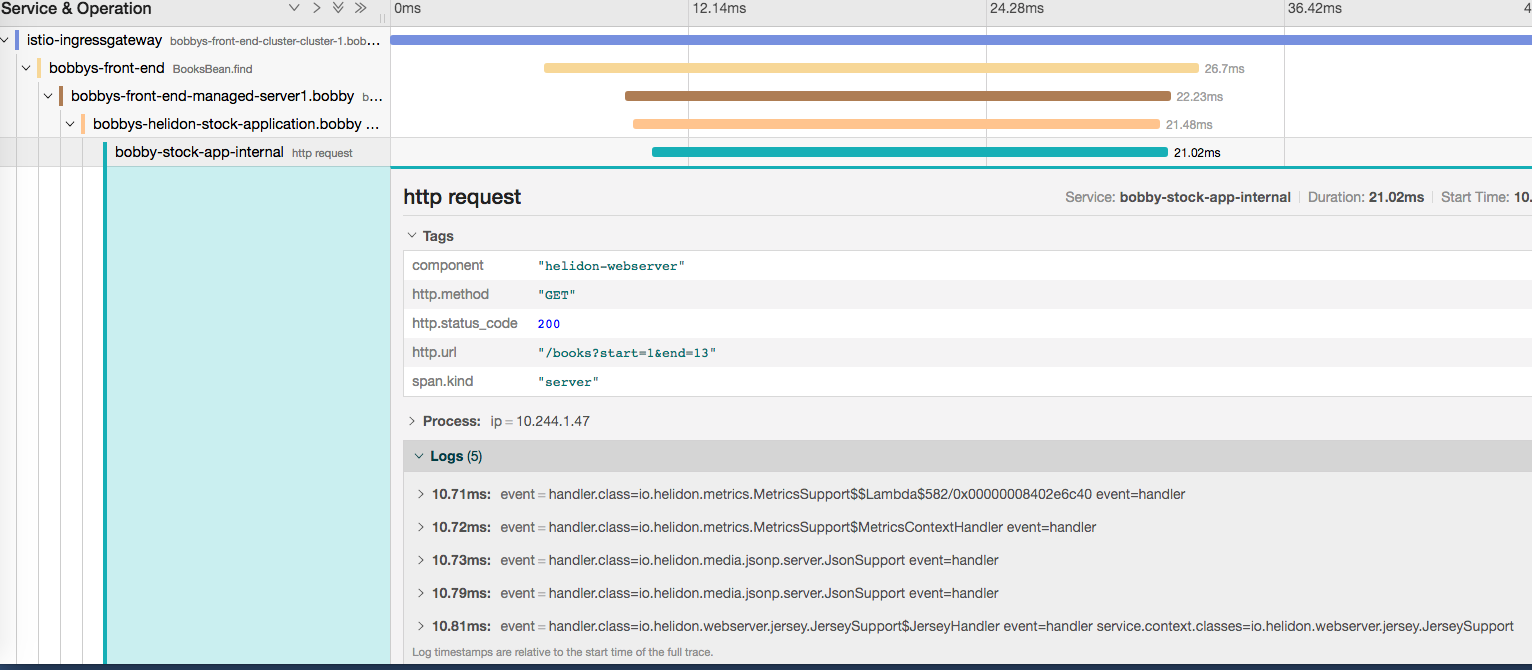 Service & Operation 0ms 12.14ms 24.28ms 36.42ms 4
istio-ingressgateway bobbys-front-end-cluster-cluster-1.bob...
bobbys-front-end BooksBean.find 26.7ms
bobbys-front-end-managed-server1.bobby b... 22.23ms
bobbys-helidon-stock-application.bobby ... 21.48ms
bobby-stock-app-internal http request 21.02ms
http request Service: bobby-stock-app-internal Duration: 21.02ms Start Time: 10.
Tags
component "helidon-webserver"
http.method "GET"
http.status_code 200
http.url "/books?start=1&end=13"
span.kind "server"
Process: ip = 10.244.1.47
Logs (5)
10.71ms: event = handler.class=io.helidon.metrics.MetricsSupport$$Lambda$582/0x00000008402e6c40 event=handler
10.72ms: event = handler.class=io.helidon.metrics.MetricsSupport$MetricsContextHandler event=handler
10.73ms: event = handler.class=io.helidon.media.jsonp.server.JsonSupport event=handler
10.79ms: event = handler.class=io.helidon.media.jsonp.server.JsonSupport event=handler
10.81ms: event = handler.class=io.helidon.webserver.jersey.JerseySupport$JerseyHandler event=handler service.context.classes=io.helidon.webserver.jersey.JerseySupport
Log timestamps are relative to the start time of the full trace.